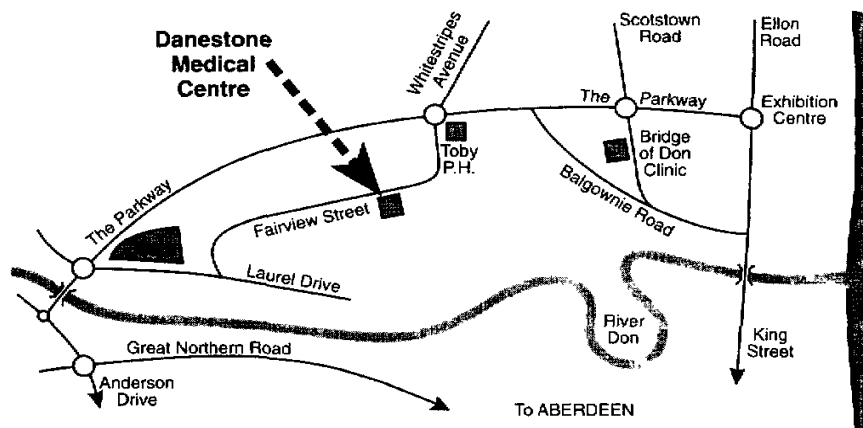 Danestone
Medical
Centre
Whitestripes
Avenue
Scotstown
Road
Ellon
Road
The Parkway
Exhibition
Centre
Toby
P.H.
Bridge
of Don
Clinic
Balgownie Road
The Parkway
Fairview Street
Laurel Drive
River
Don
King
Street
Great Northern Road
Anderson
Drive
To ABERDEEN